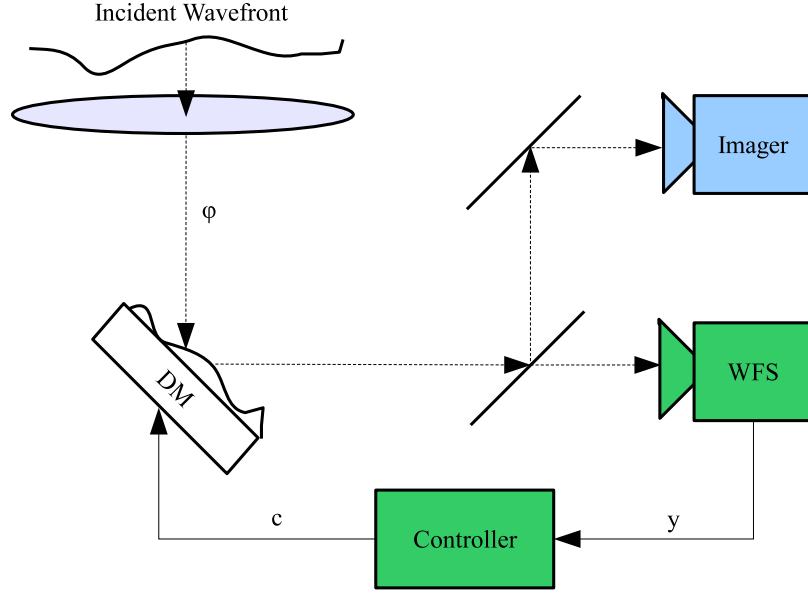 Incident Wavefront
Imager
φ
WFS
DM
c
y
Controller